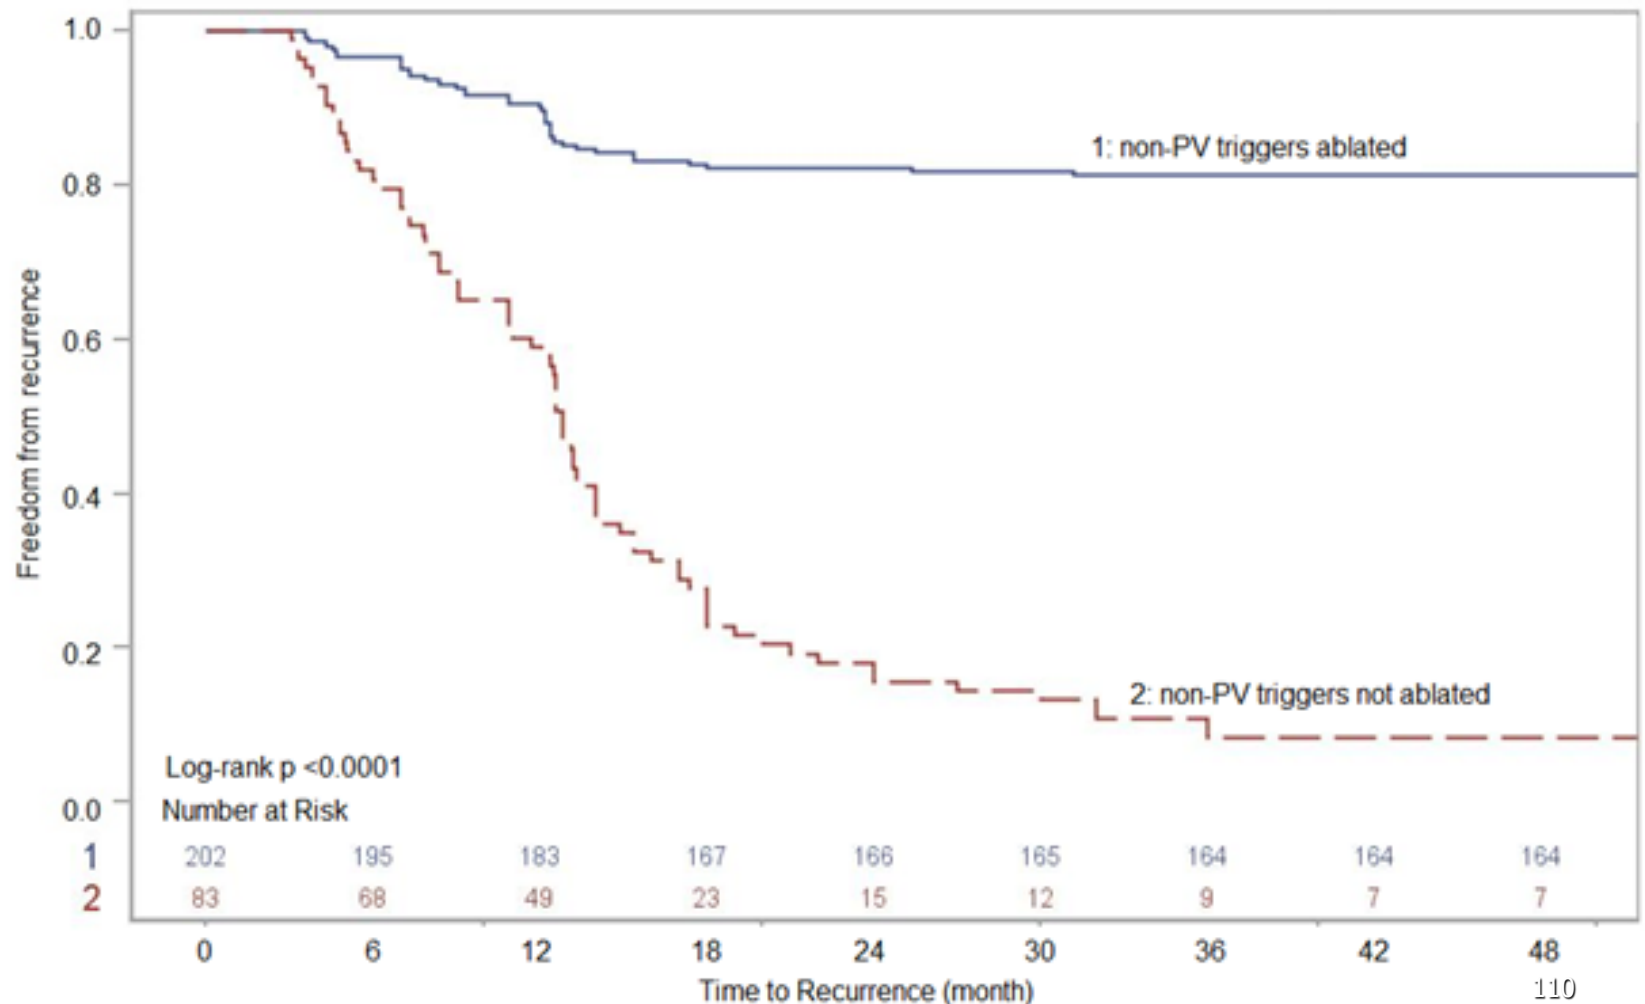 1.0
1: non-PV triggers ablated
0.8
Freedom from recurrence
0.6
0.4
0.2
2: non-PV triggers not ablated
Log-rank p <0.0001
0.0
Number at Risk
1 202 195 183 167 166 165 164 164 164
2 83 68 49 23 15 12 9 7 7
0 6 12 18 24 30 36 42 48
Time to Recurrence (month)
110